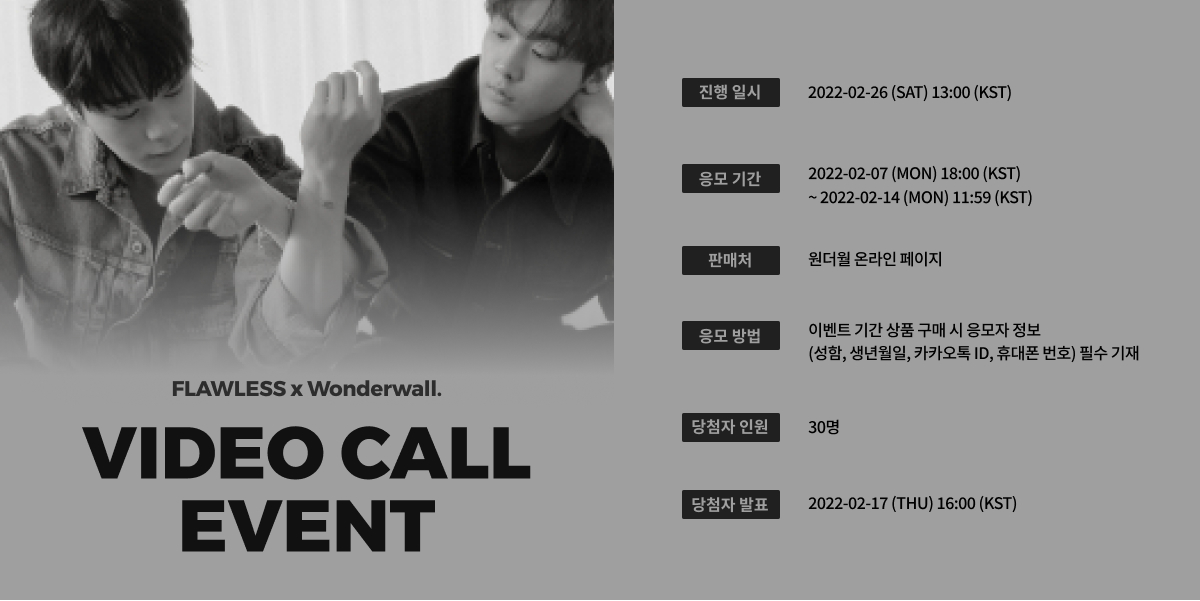 FLAWLESS x Wonderwall.
VIDEO CALL
EVENT
진행 일시
2022-02-26 (SAT) 13:00 (KST)
응모 기간
2022-02-07 (MON) 18:00 (KST)
~ 2022-02-14 (MON) 11:59 (KST)
판매처
원더월 온라인 페이지
응모 방법
이벤트 기간 상품 구매 시 응모자 정보
(성함, 생년월일, 카카오톡 ID, 휴대폰 번호) 필수 기재
당첨자 인원
30명
당첨자 발표
2022-02-17 (THU) 16:00 (KST)